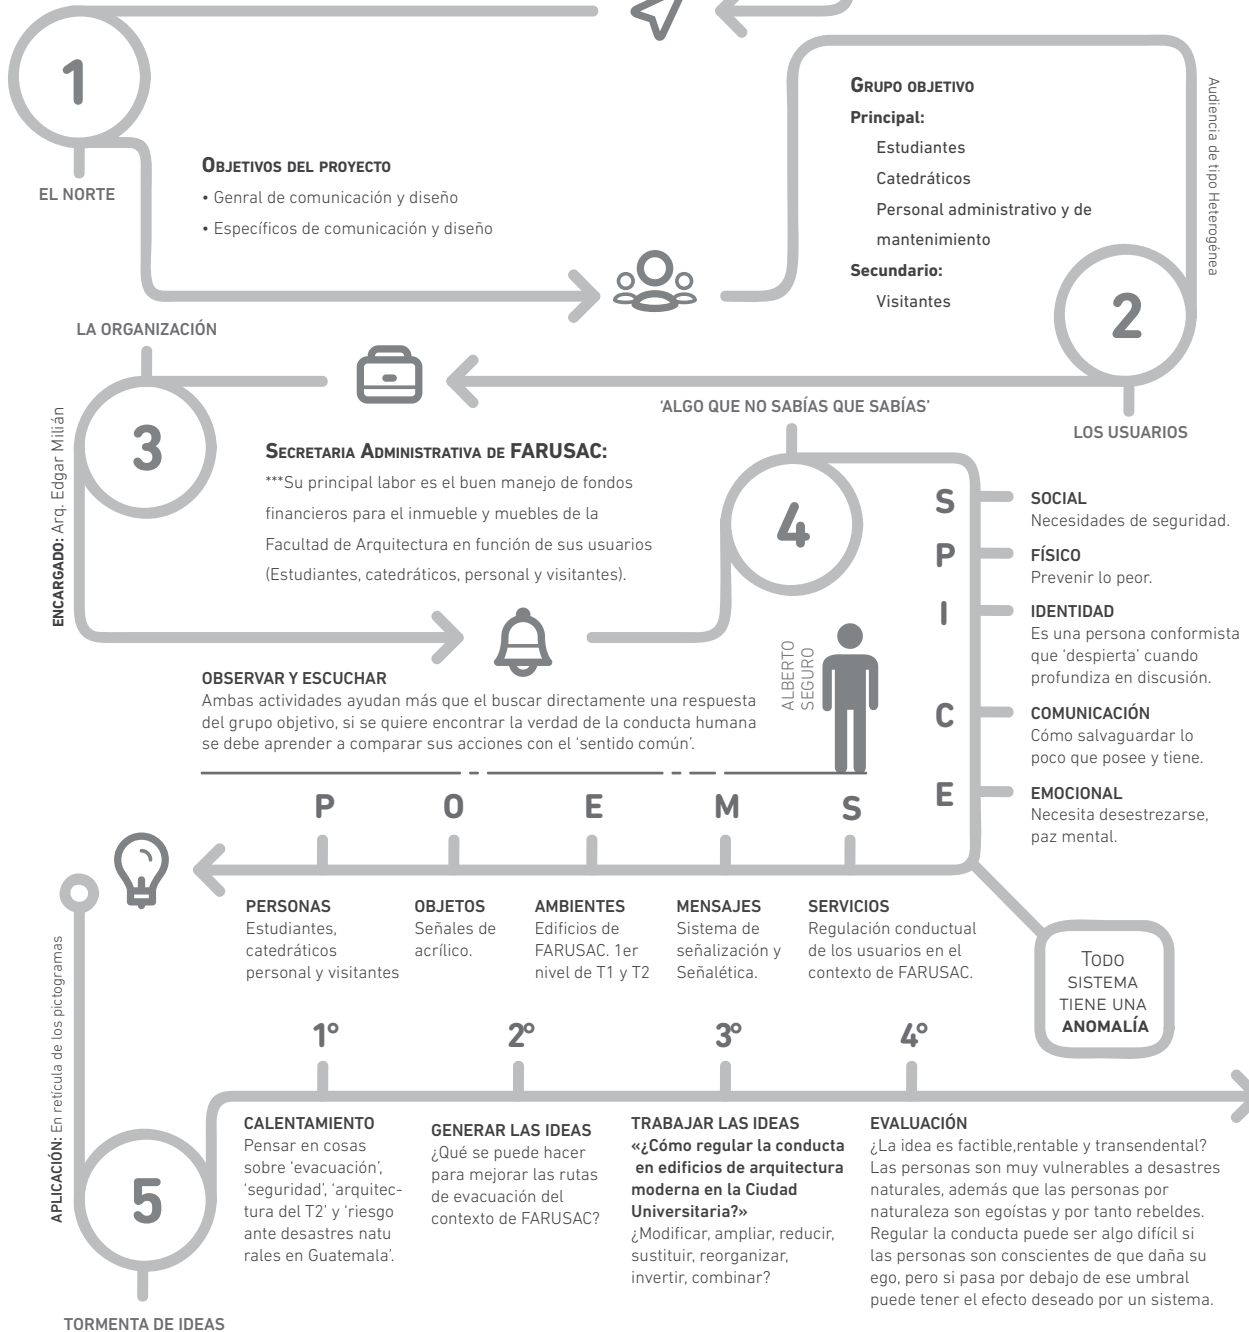 1
EL NORTE
OBJETIVOS DEL PROYECTO
• Genral de comunicación y diseño
• Específicos de comunicación y diseño
GRUPO OBJETIVO
Principal:
Estudiantes
Catedráticos
Personal administrativo y de
mantenimiento
Secundario:
Visitantes
Audiencia de tipo Heterogénea
2
LOS USUARIOS
LA ORGANIZACIÓN
3
ENCARGADO: Arq. Edgar Milián
SECRETARIA ADMINISTRATIVA DE FARUSAC:
***Su principal labor es el buen manejo de fondos
financieros para el inmueble y muebles de la
Facultad de Arquitectura en función de sus usuarios
(Estudiantes, catedráticos, personal y visitantes).
‘ALGO QUE NO SABÍAS QUE SABÍAS’
4
OBSERVAR Y ESCUCHAR
Ambas actividades ayudan más que el buscar directamente una respuesta
del grupo objetivo, si se quiere encontrar la verdad de la conducta humana
se debe aprender a comparar sus acciones con el ‘sentido común’.
ALBERTO
SEGURO
S
SOCIAL
Necesidades de seguridad.
P
FÍSICO
Prevenir lo peor.
I
IDENTIDAD
Es una persona conformista
que ‘despierta’ cuando
profundiza en discusión.
C
COMUNICACIÓN
Cómo salvaguardar lo
poco que posee y tiene.
E
EMOCIONAL
Necesita desestrezarse,
paz mental.
P O E M S
PERSONAS
Estudiantes,
catedráticos
personal y visitantes
OBJETOS
Señales de
acrílico.
AMBIENTES
Edificios de
FARUSAC. 1er
nivel de T1 y T2
MENSAJES
Sistema de
señalización y
Señalética.
SERVICIOS
Regulación conductual
de los usuarios en el
contexto de FARUSAC.
TODO
SISTEMA
TIENE UNA
ANOMALÍA
APLICACIÓN: En retícula de los pictogramas
5
TORMENTA DE IDEAS
1°
CALENTAMIENTO
Pensar en cosas
sobre ‘evacuación’,
‘seguridad’, ‘arquitec-
tura del T2’ y ‘riesgo
ante desastres natu
rales en Guatemala’.
2°
GENERAR LAS IDEAS
¿Qué se puede hacer
para mejorar las rutas
de evacuación del
contexto de FARUSAC?
3°
TRABAJAR LAS IDEAS
«¿Cómo regular la conducta
en edificios de arquitectura
moderna en la Ciudad
Universitaria?»
¿Modificar, ampliar, reducir,
sustituir, reorganizar,
invertir, combinar?
4°
EVALUACIÓN
¿La idea es factible,rentable y transendental?
Las personas son muy vulnerables a desastres
naturales, además que las personas por
naturaleza son egoístas y por tanto rebeldes.
Regular la conducta puede ser algo difícil si
las personas son conscientes de que daña su
ego, pero si pasa por debajo de ese umbral
puede tener el efecto deseado por un sistema.